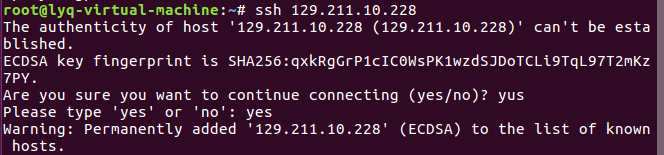 root@lyq-virtual-machine:~# ssh 129.211.10.228
The authenticity of host '129.211.10.228 (129.211.10.228)' can't be esta
blished.
ECDSA key fingerprint is SHA256:qxkRgGrP1cIC0WsPK1wzdSJDoTCLi9TqL97T2mKz
7PY.
Are you sure you want to continue connecting (yes/no)? yus
Please type 'yes' or 'no': yes
Warning: Permanently added '129.211.10.228' (ECDSA) to the list of known
 hosts.